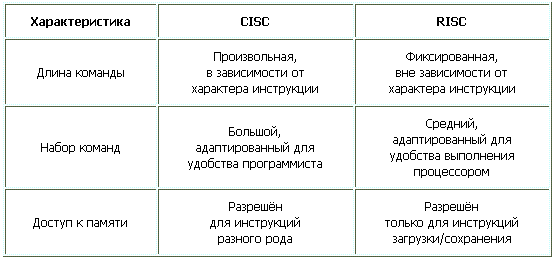 Характеристика
CISC
RISC
Длина команды
Произвольная,
в зависимости от
характера инструкции
Фиксированная,
вне зависимости от
характера инструкции
Набор команд
Большой,
адаптированный для
удобства программиста
Средний,
адаптированный для
удобства выполнения
процессором
Доступ к памяти
Разрешён
для инструкций
разного рода
Разрешён
только для инструкций
загрузки/сохранения